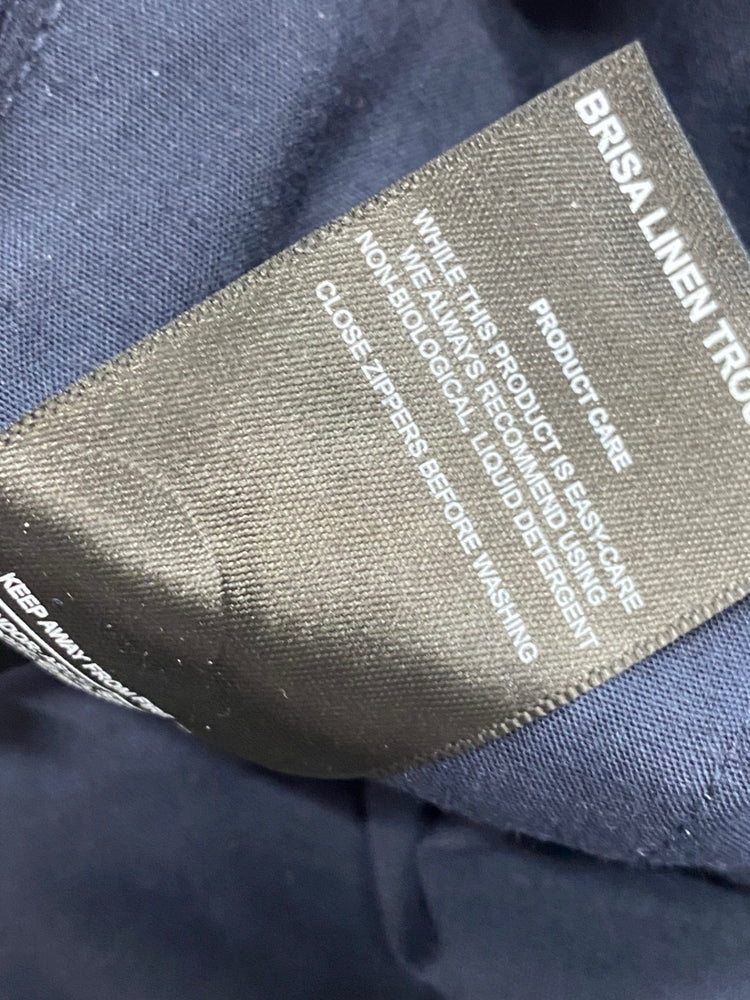 BRISA LINEN TRO
PRODUCT CARE
WHILE THIS PRODUCT IS EASY-CARE
WE ALWAYS RECOMMEND USING
NON-BIOLOGICAL LIQUID DETERGENT
CLOSE ZIPPERS BEFORE WASHING
KEEP AWAY FROM